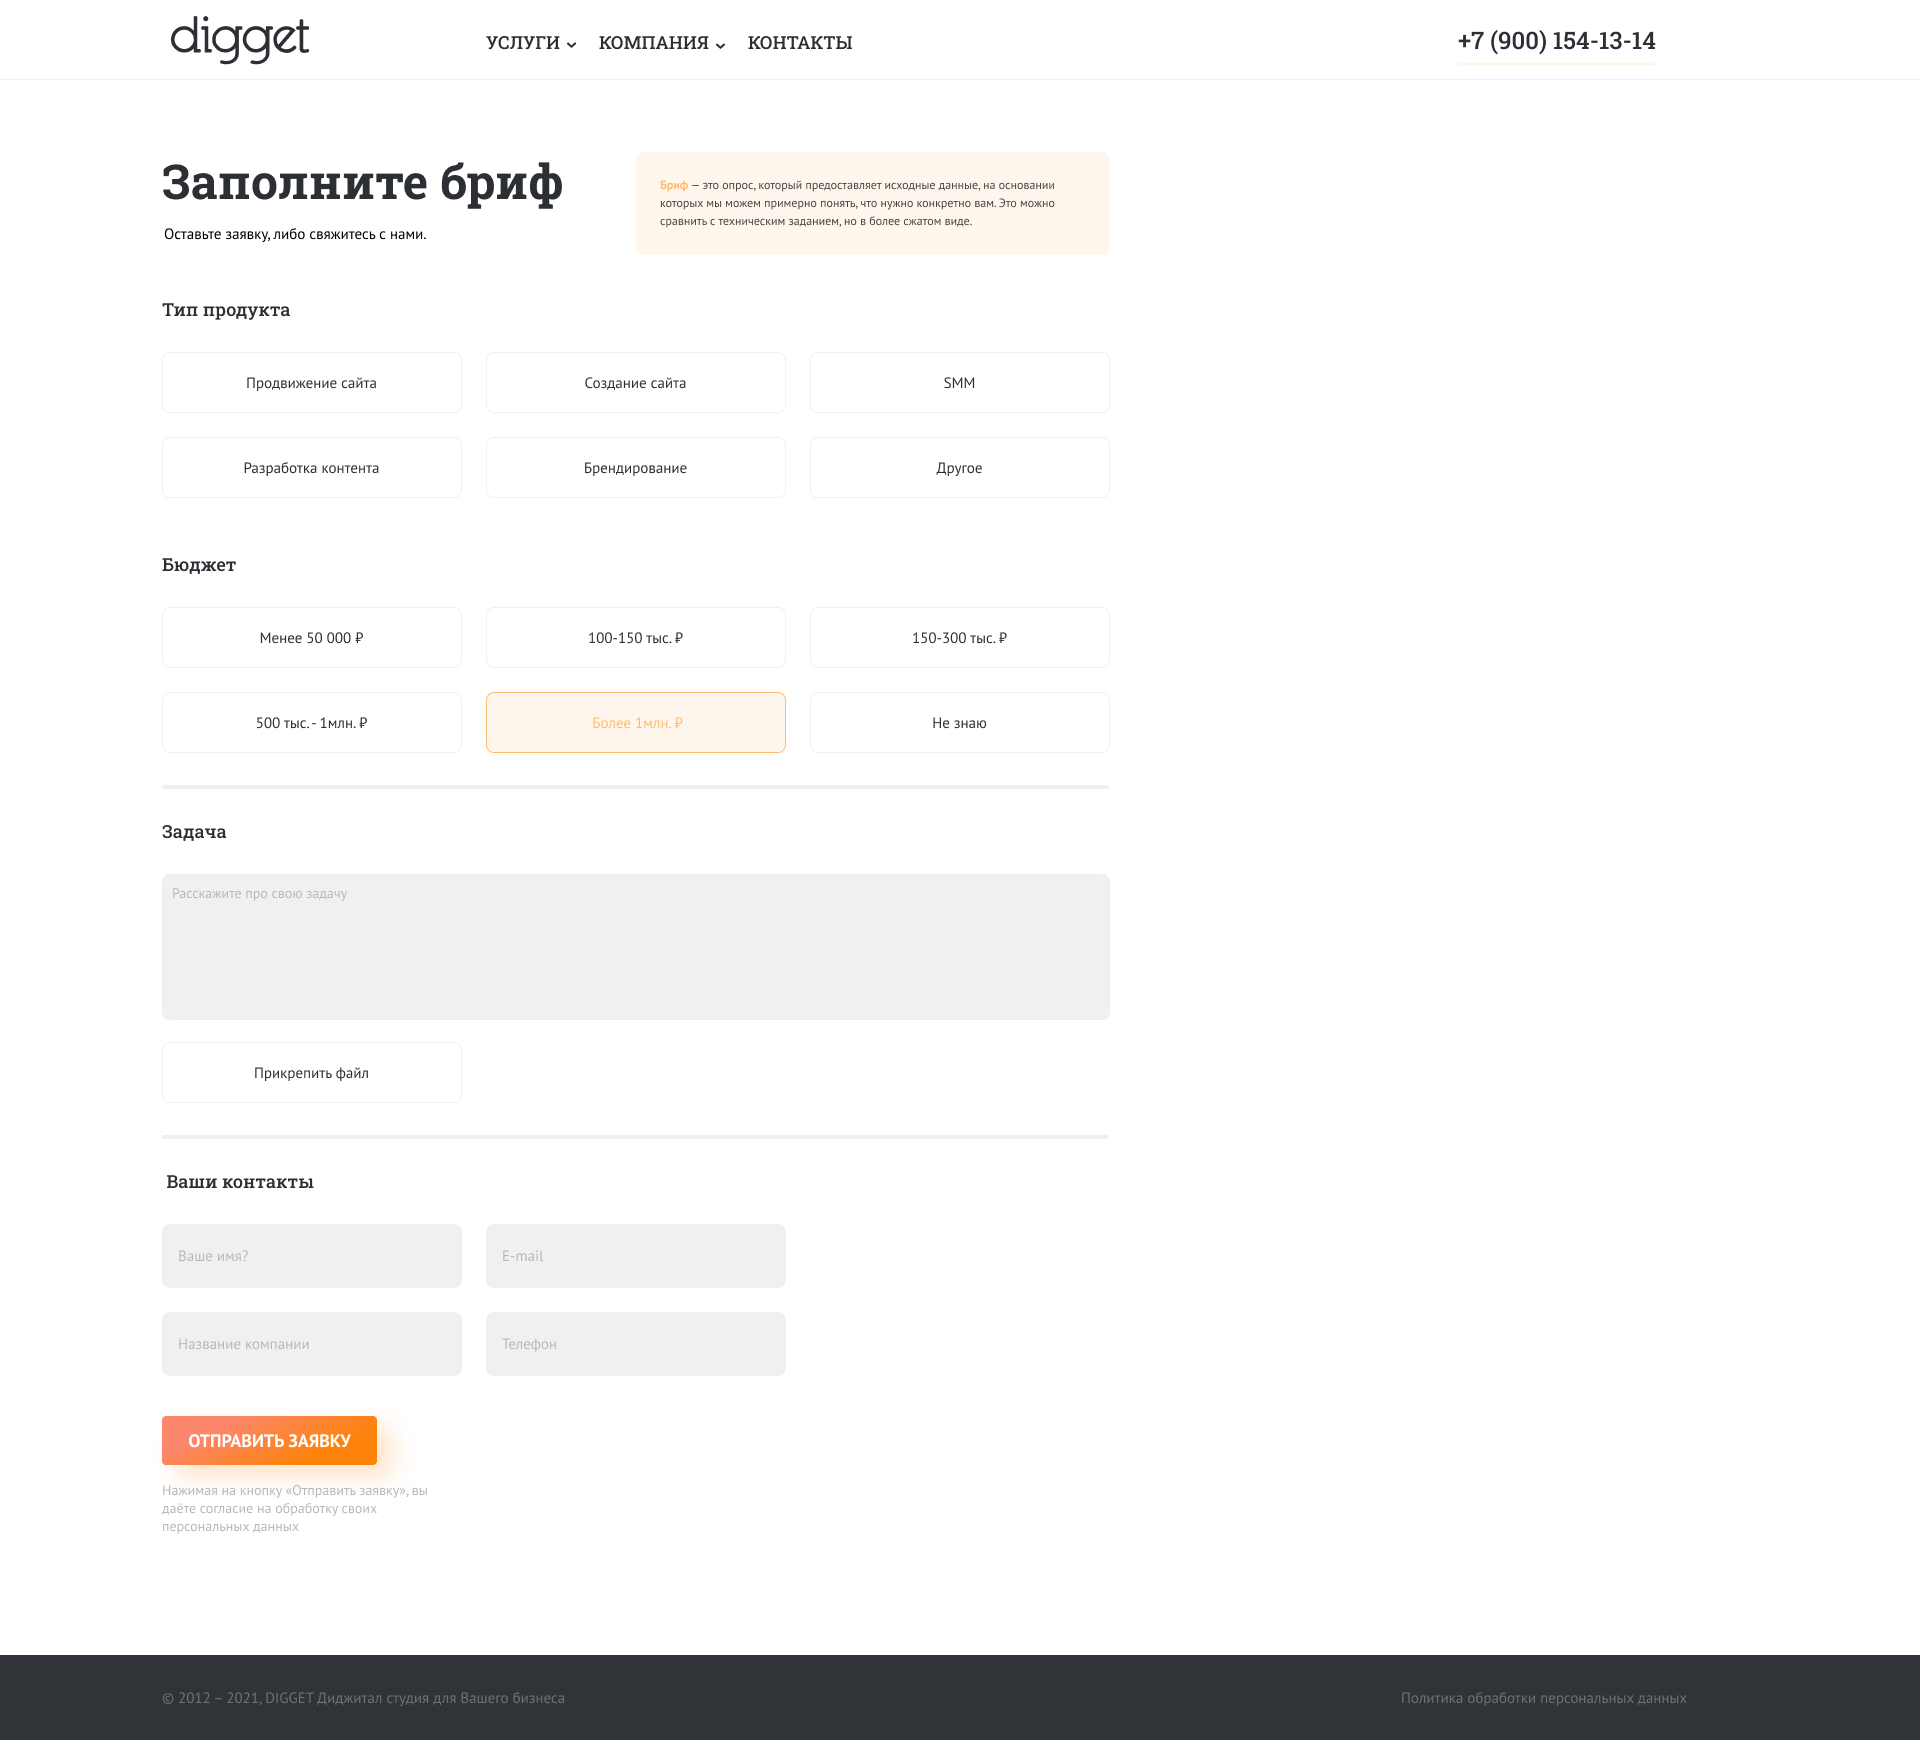 digget
УСЛУГИ КОМПАНИЯ КОНТАКТЫ
+7 (900) 154-13-14
Заполните бриф
Оставьте заявку, либо свяжитесь с нами.
Бриф — это опрос, который предоставляет исходные данные, на основании
которых мы можем примерно понять, что нужно конкретно вам. Это можно
сравнить с техническим заданием, но в более сжатом виде.
Тип продукта
Продвижение сайта
Создание сайта
SMM
Разработка контента
Брендирование
Другое
Бюджет
Менее 50 000 ₽
100-150 тыс. ₽
150-300 тыс. ₽
500 тыс. - 1млн. ₽
Более 1млн. ₽
Не знаю
Задача
Расскажите про свою задачу
Прикрепить файл
Ваши контакты
Ваше имя?
E-mail
Название компании
Телефон
ОТПРАВИТЬ ЗАЯВКУ
Нажимая на кнопку «Отправить заявку», вы
даёте согласие на обработку своих
персональных данных
© 2012 – 2021, DIGGET Диджитал студия для Вашего бизнеса
Политика обработки персональных данных